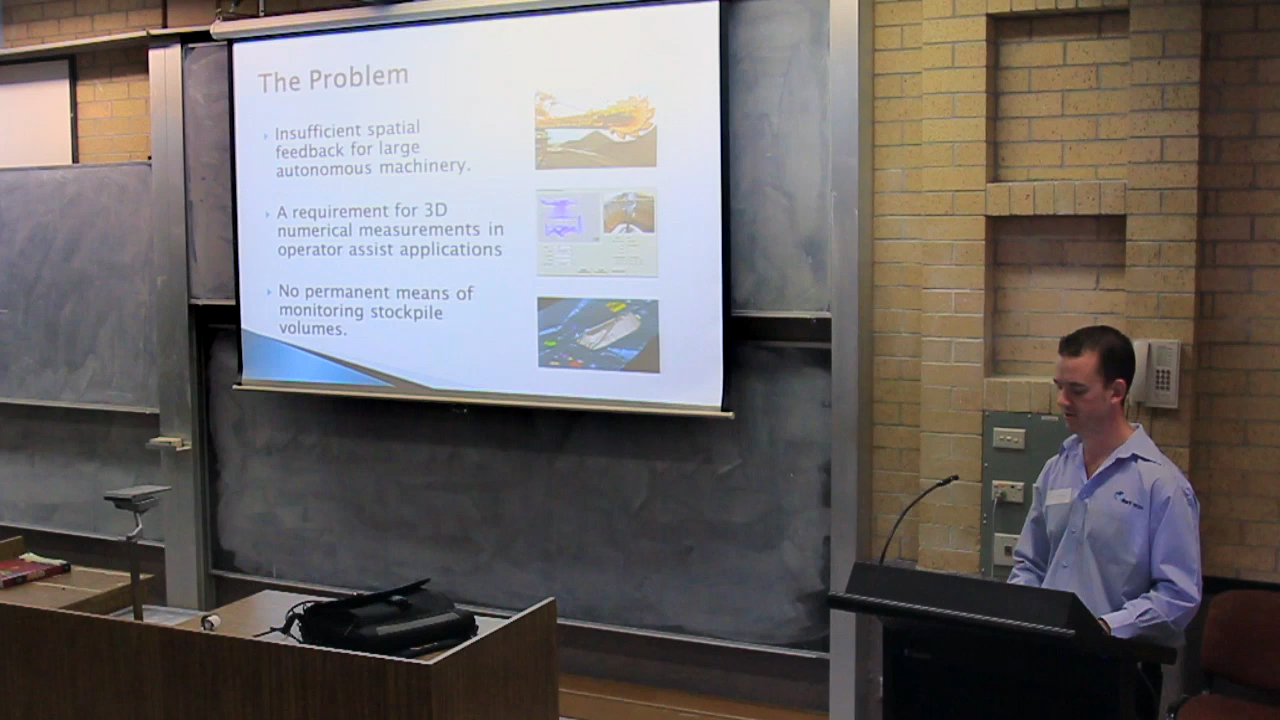 The Problem
Insufficient spatial
feedback for large
autonomous machinery.
A requirement for 3D
numerical measurements in
operator assist applications
No permanent means of
monitoring stockpile
volumes.